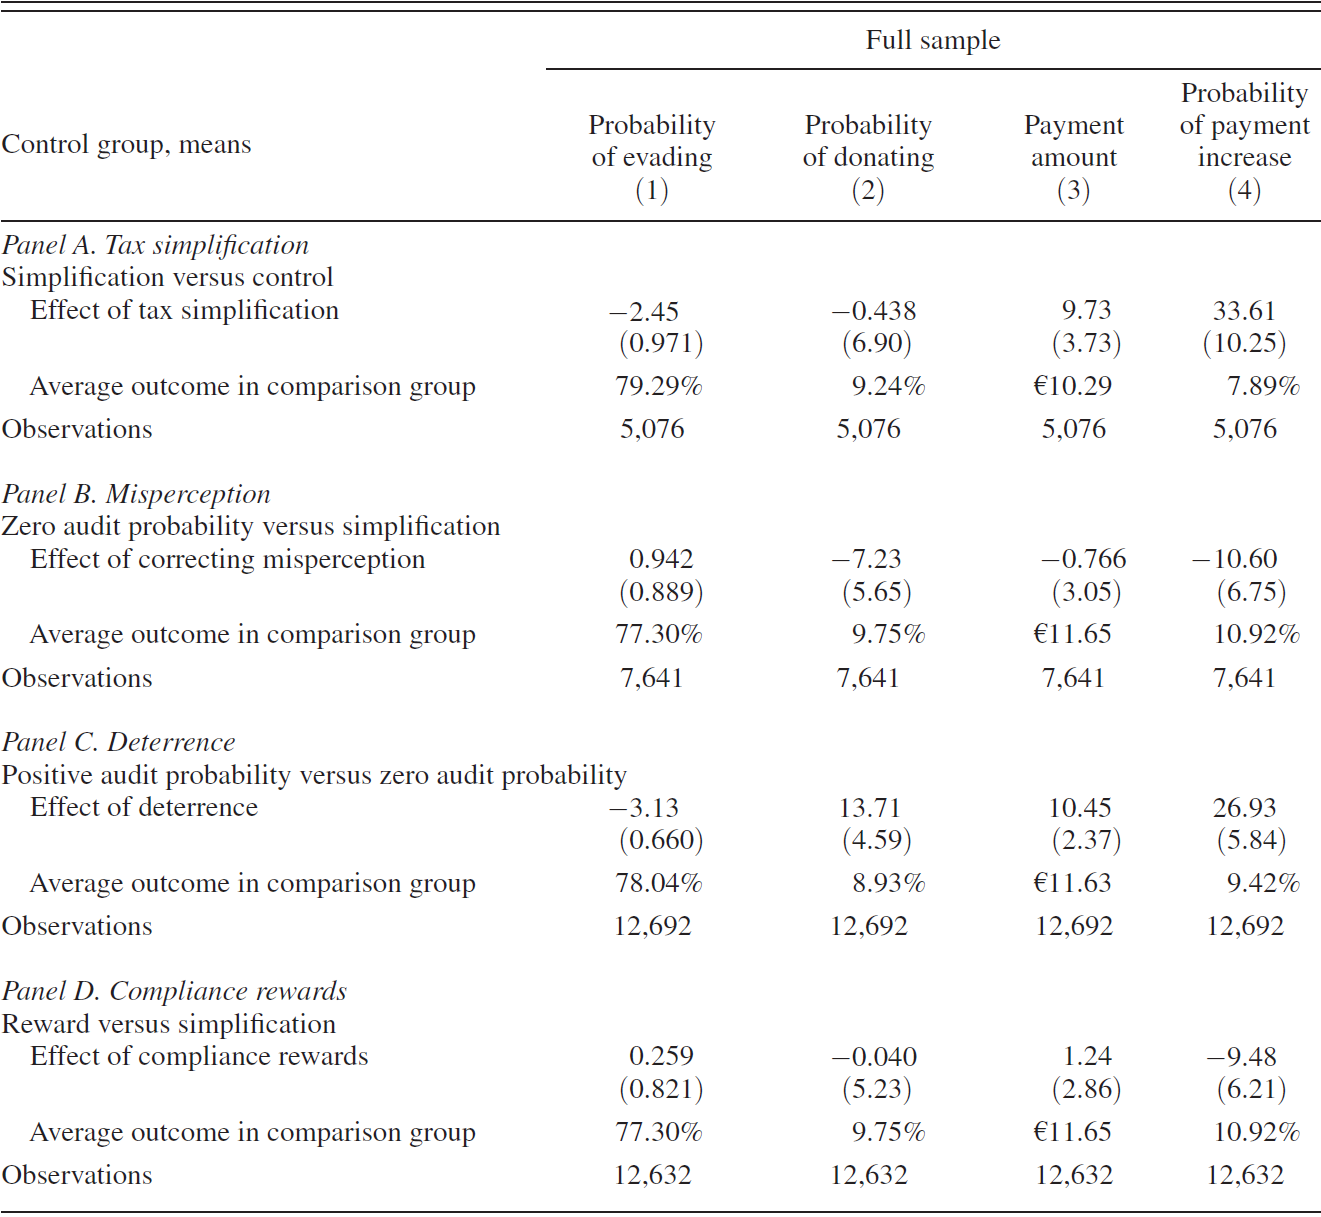 Full sample
Control group, means
Probability of evading (1)
Probability of donating (2)
Payment amount (3)
Probability of payment increase (4)
Panel A. Tax simplification
Simplification versus control
Effect of tax simplification −2.45 −0.438 9.73 33.61
(0.971) (6.90) (3.73) (10.25)
Average outcome in comparison group 79.29% 9.24% €10.29 7.89%
Observations 5,076 5,076 5,076 5,076
Panel B. Misperception
Zero audit probability versus simplification
Effect of correcting misperception 0.942 −7.23 −0.766 −10.60
(0.889) (5.65) (3.05) (6.75)
Average outcome in comparison group 77.30% 9.75% €11.65 10.92%
Observations 7,641 7,641 7,641 7,641
Panel C. Deterrence
Positive audit probability versus zero audit probability
Effect of deterrence −3.13 13.71 10.45 26.93
(0.660) (4.59) (2.37) (5.84)
Average outcome in comparison group 78.04% 8.93% €11.63 9.42%
Observations 12,692 12,692 12,692 12,692
Panel D. Compliance rewards
Reward versus simplification
Effect of compliance rewards 0.259 −0.040 1.24 −9.48
(0.821) (5.23) (2.86) (6.21)
Average outcome in comparison group 77.30% 9.75% €11.65 10.92%
Observations 12,632 12,632 12,632 12,632